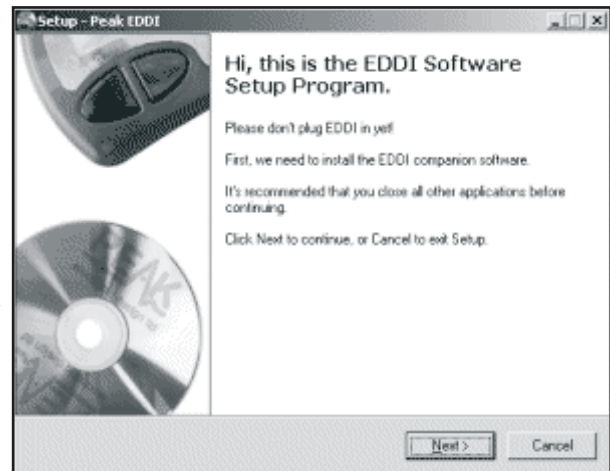 Setup - Peak EDDI
Hi, this is the EDDI Software
Setup Program.
Please don't plug EDDI in yet!
First, we need to install the EDDI companion software.
It's recommended that you close all other applications before
continuing.
Click Next to continue, or Cancel to exit Setup.
PEAK
Next >
Cancel